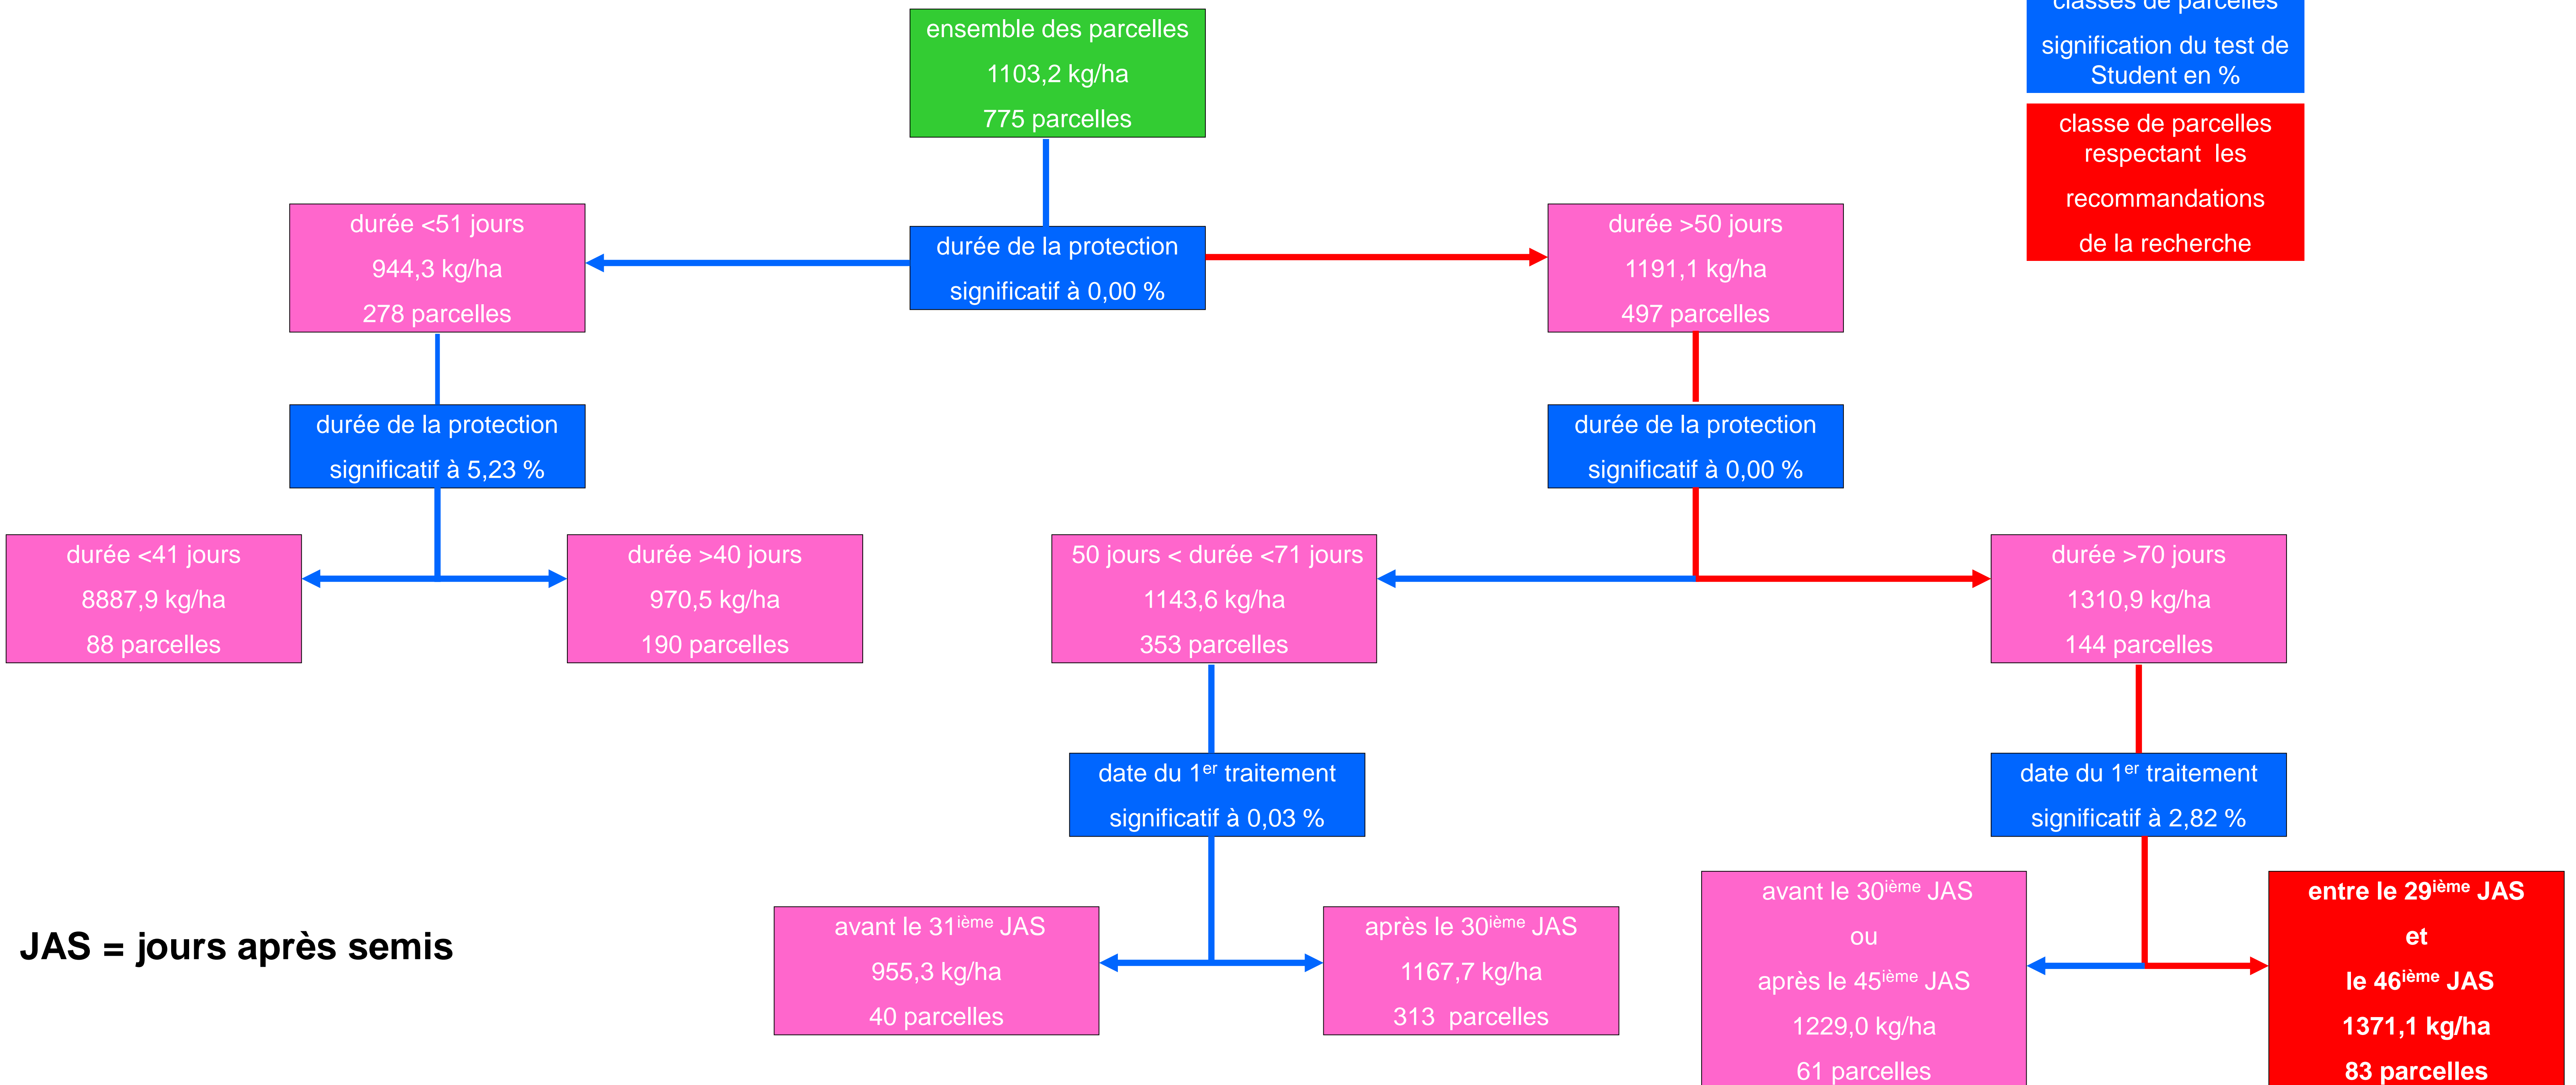 classes de parcelles
signification du test de
Student en %
classe de parcelles
respectant les
recommandations
de la recherche
ensemble des parcelles
1103,2 kg/ha
775 parcelles
durée de la protection
significatif à 0,00 %
durée <51 jours
944,3 kg/ha
278 parcelles
durée >50 jours
1191,1 kg/ha
497 parcelles
durée de la protection
significatif à 5,23 %
durée de la protection
significatif à 0,00 %
durée <41 jours
8887,9 kg/ha
88 parcelles
durée >40 jours
970,5 kg/ha
190 parcelles
50 jours < durée <71 jours
1143,6 kg/ha
353 parcelles
durée >70 jours
1310,9 kg/ha
144 parcelles
date du 1er traitement
significatif à 0,03 %
date du 1er traitement
significatif à 2,82 %
avant le 31ième JAS
955,3 kg/ha
40 parcelles
après le 30ième JAS
1167,7 kg/ha
313 parcelles
avant le 30ième JAS
ou
après le 45ième JAS
1229,0 kg/ha
61 parcelles
entre le 29ième JAS
et
le 46ième JAS
1371,1 kg/ha
83 parcelles
JAS = jours après semis